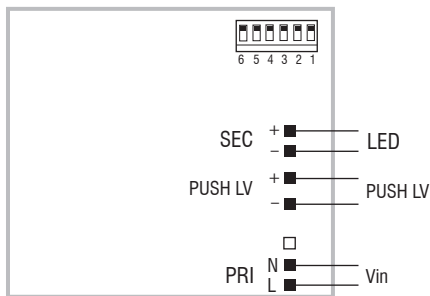 6 5 4 3 2 1
SEC + LED
−
PUSH LV + PUSH LV
−
PRI N Vin
L